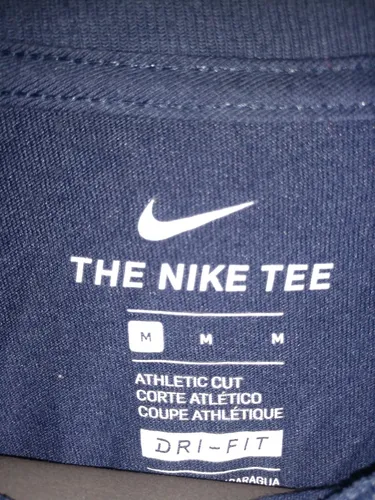 THE NIKE TEE
M M M
ATHLETIC CUT
CORTE ATLÉTICO
COUPE ATHLÉTIQUE
DRI-FIT